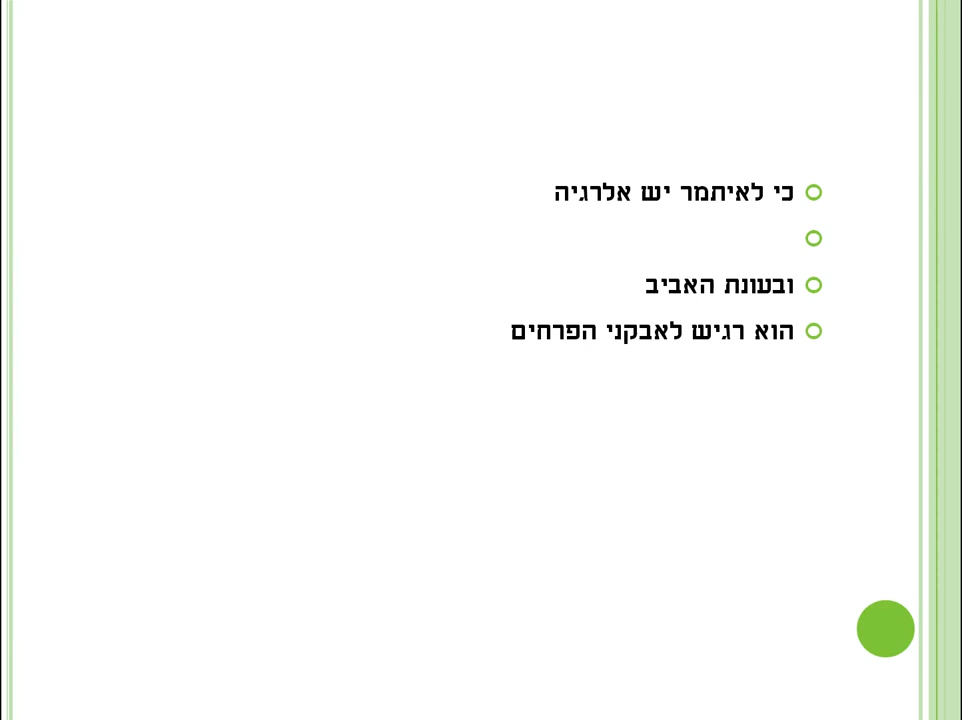 כי לאיתמר יש אלרגיה
ובעונת האביב
הוא רגיש לאבקני הפרחים